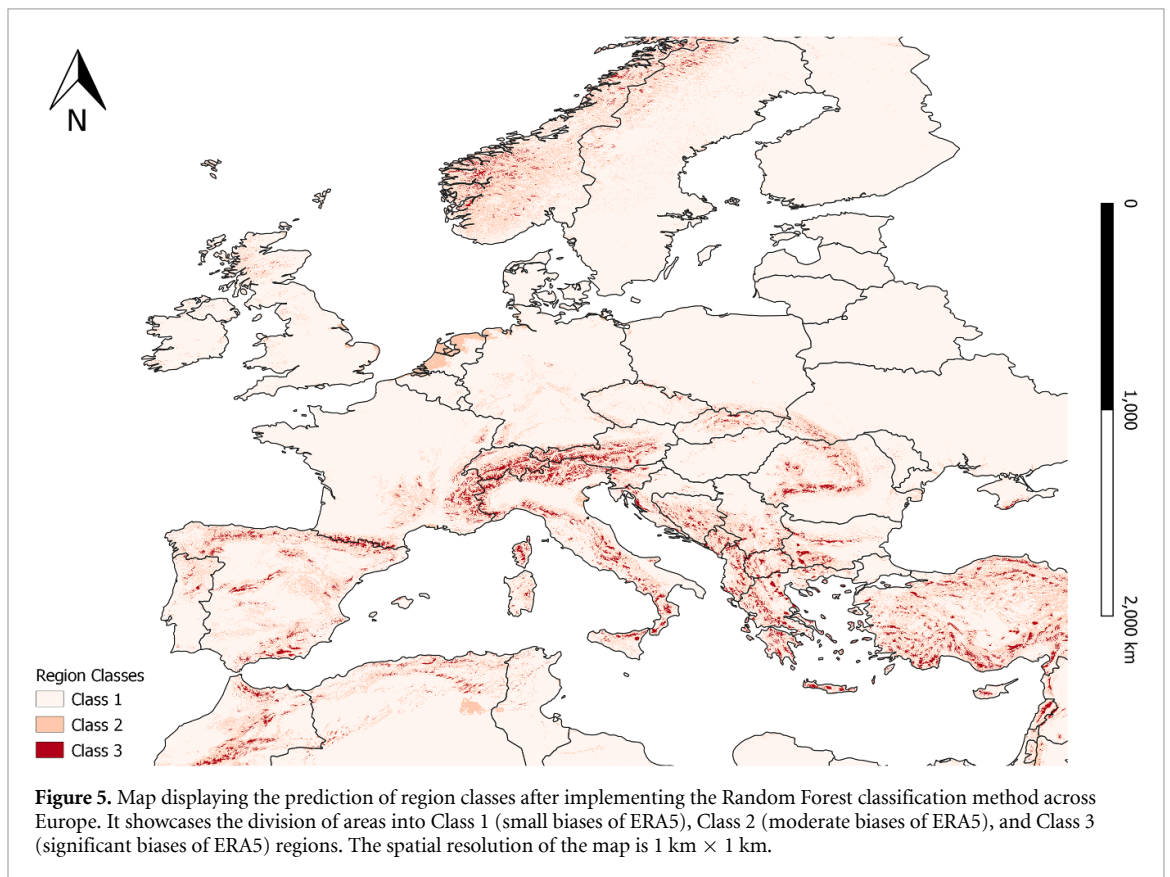 N
0
1,000
2,000 km
Region Classes
Class 1
Class 2
Class 3
Figure 5. Map displaying the prediction of region classes after implementing the Random Forest classification method across
Europe. It showcases the division of areas into Class 1 (small biases of ERA5), Class 2 (moderate biases of ERA5), and Class 3
(significant biases of ERA5) regions. The spatial resolution of the map is 1 km × 1 km.